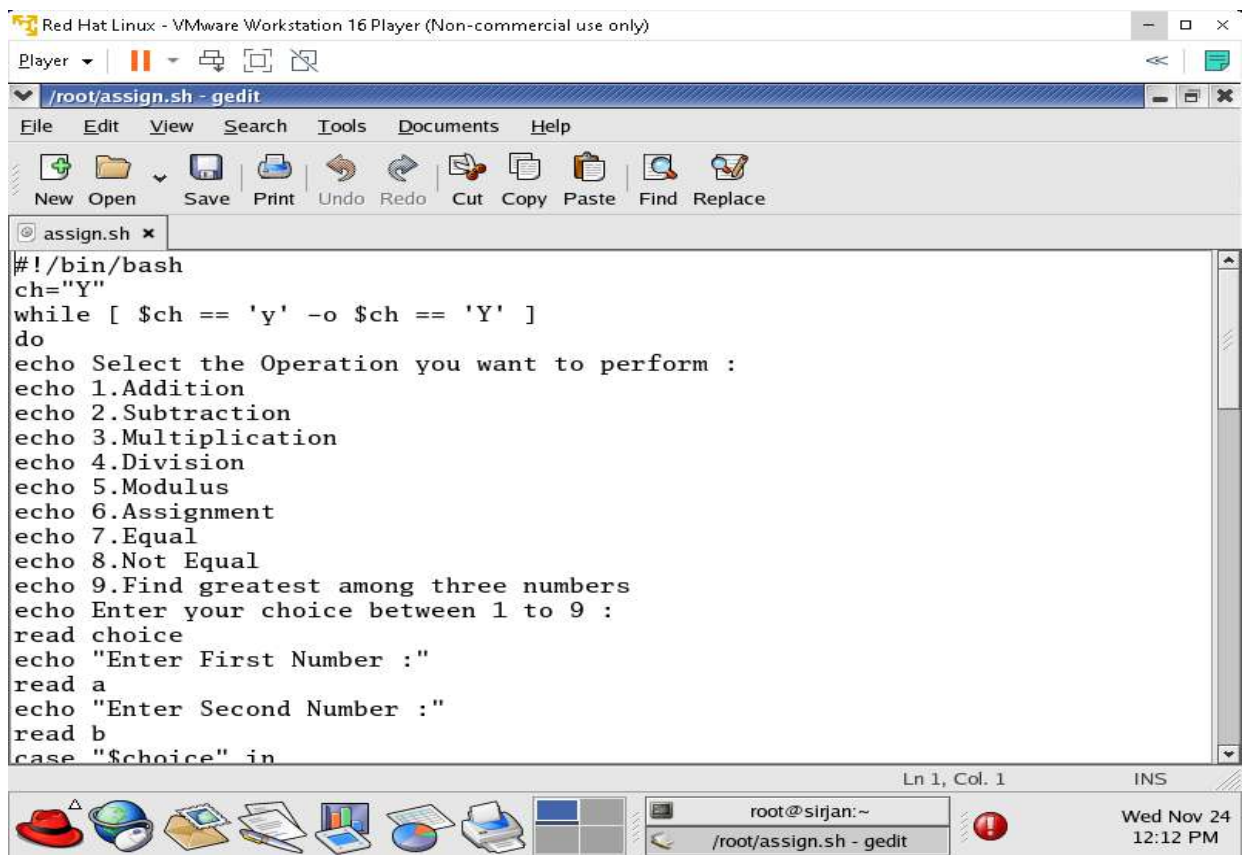 Red Hat Linux - VMware Workstation 16 Player (Non-commercial use only)
Player
/root/assign.sh - gedit
File Edit View Search Tools Documents Help
New Open Save Print Undo Redo Cut Copy Paste Find Replace
assign.sh
#!/bin/bash
ch="Y"
while [ $ch == 'y' -o $ch == 'Y' ]
do
echo Select the Operation you want to perform :
echo 1.Addition
echo 2.Subtraction
echo 3.Multiplication
echo 4.Division
echo 5.Modulus
echo 6.Assignment
echo 7.Equal
echo 8.Not Equal
echo 9.Find greatest among three numbers
echo Enter your choice between 1 to 9 :
read choice
echo "Enter First Number :"
read a
echo "Enter Second Number :"
read b
case "$choice" in
Ln 1, Col. 1 INS
root@sirjan:~
/root/assign.sh - gedit
Wed Nov 24
12:12 PM